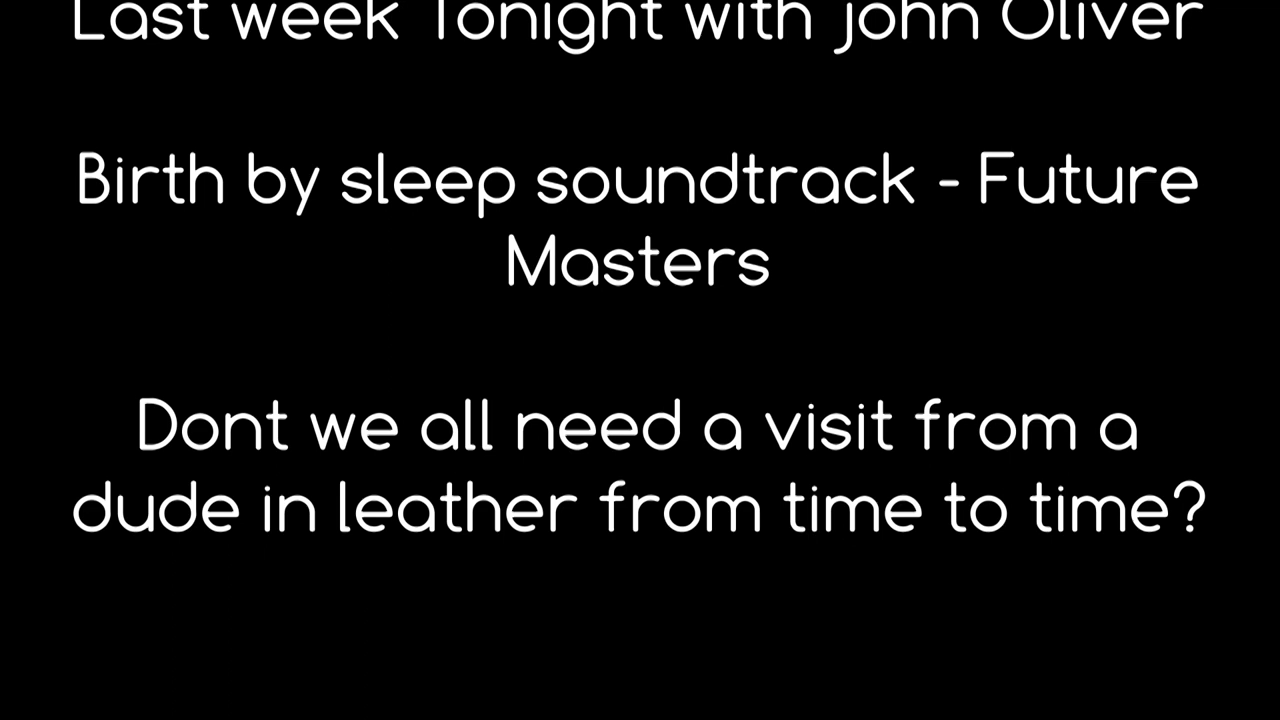 Last week Tonight with john Oliver
Birth by sleep soundtrack - Future
Masters
Dont we all need a visit from a
dude in leather from time to time?